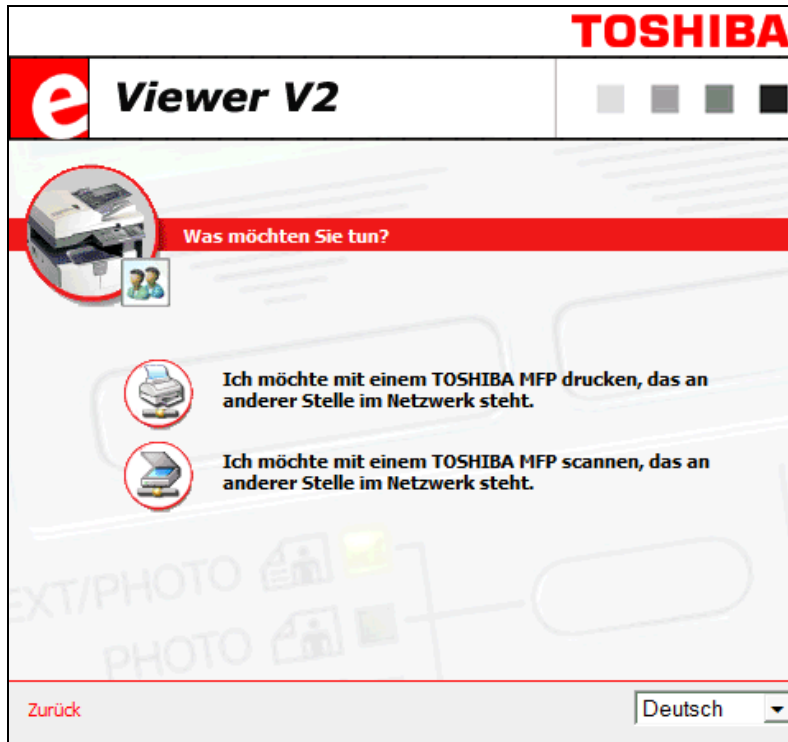 TOSHIBA
e Viewer V2
Was möchten Sie tun?
Ich möchte mit einem TOSHIBA MFP drucken, das an
anderer Stelle im Netzwerk steht.
Ich möchte mit einem TOSHIBA MFP scannen, das an
anderer Stelle im Netzwerk steht.
EXT/PHOTO
PHOTO
Zurück
Deutsch